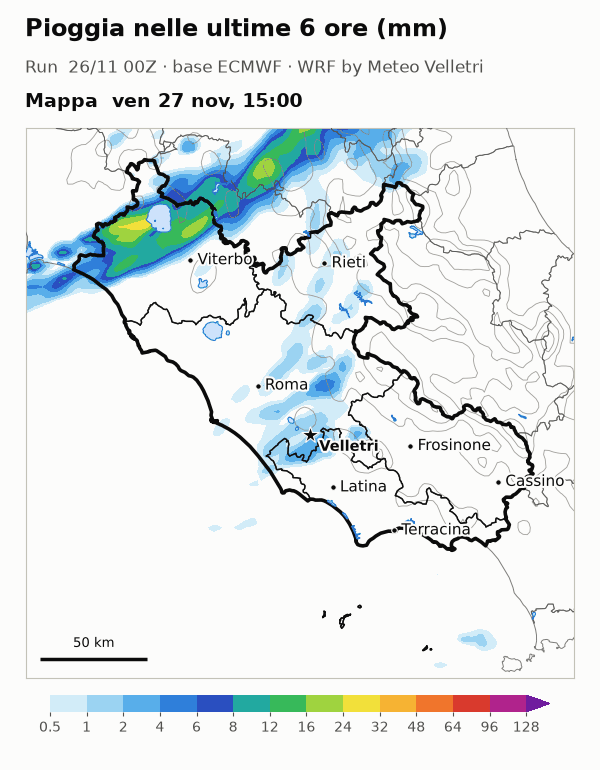 Pioggia nelle ultime 6 ore (mm)
Run  26/11 00Z · base ECMWF · WRF by Meteo Velletri
Mappa  ven 27 nov, 15:00
Viterbo
Rieti
Roma
Velletri
Frosinone
Cassino
Latina
Terracina
50 km
0.5 1 2 4 6 8 12 16 24 32 48 64 96 128